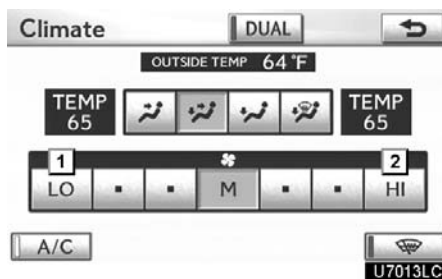 Climate DUAL
OUTSIDE TEMP 64 °F
TEMP 65 TEMP 65
1 2
LO M HI
A/C
U7013LC